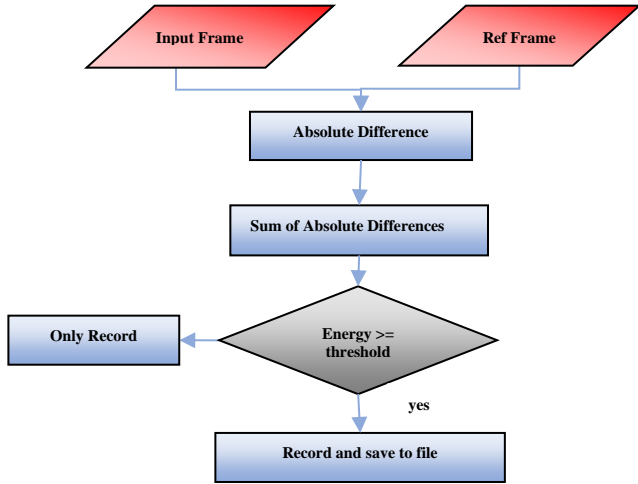 Input Frame
Ref Frame
Absolute Difference
Sum of Absolute Differences
Energy >=
threshold
Only Record
yes
Record and save to file